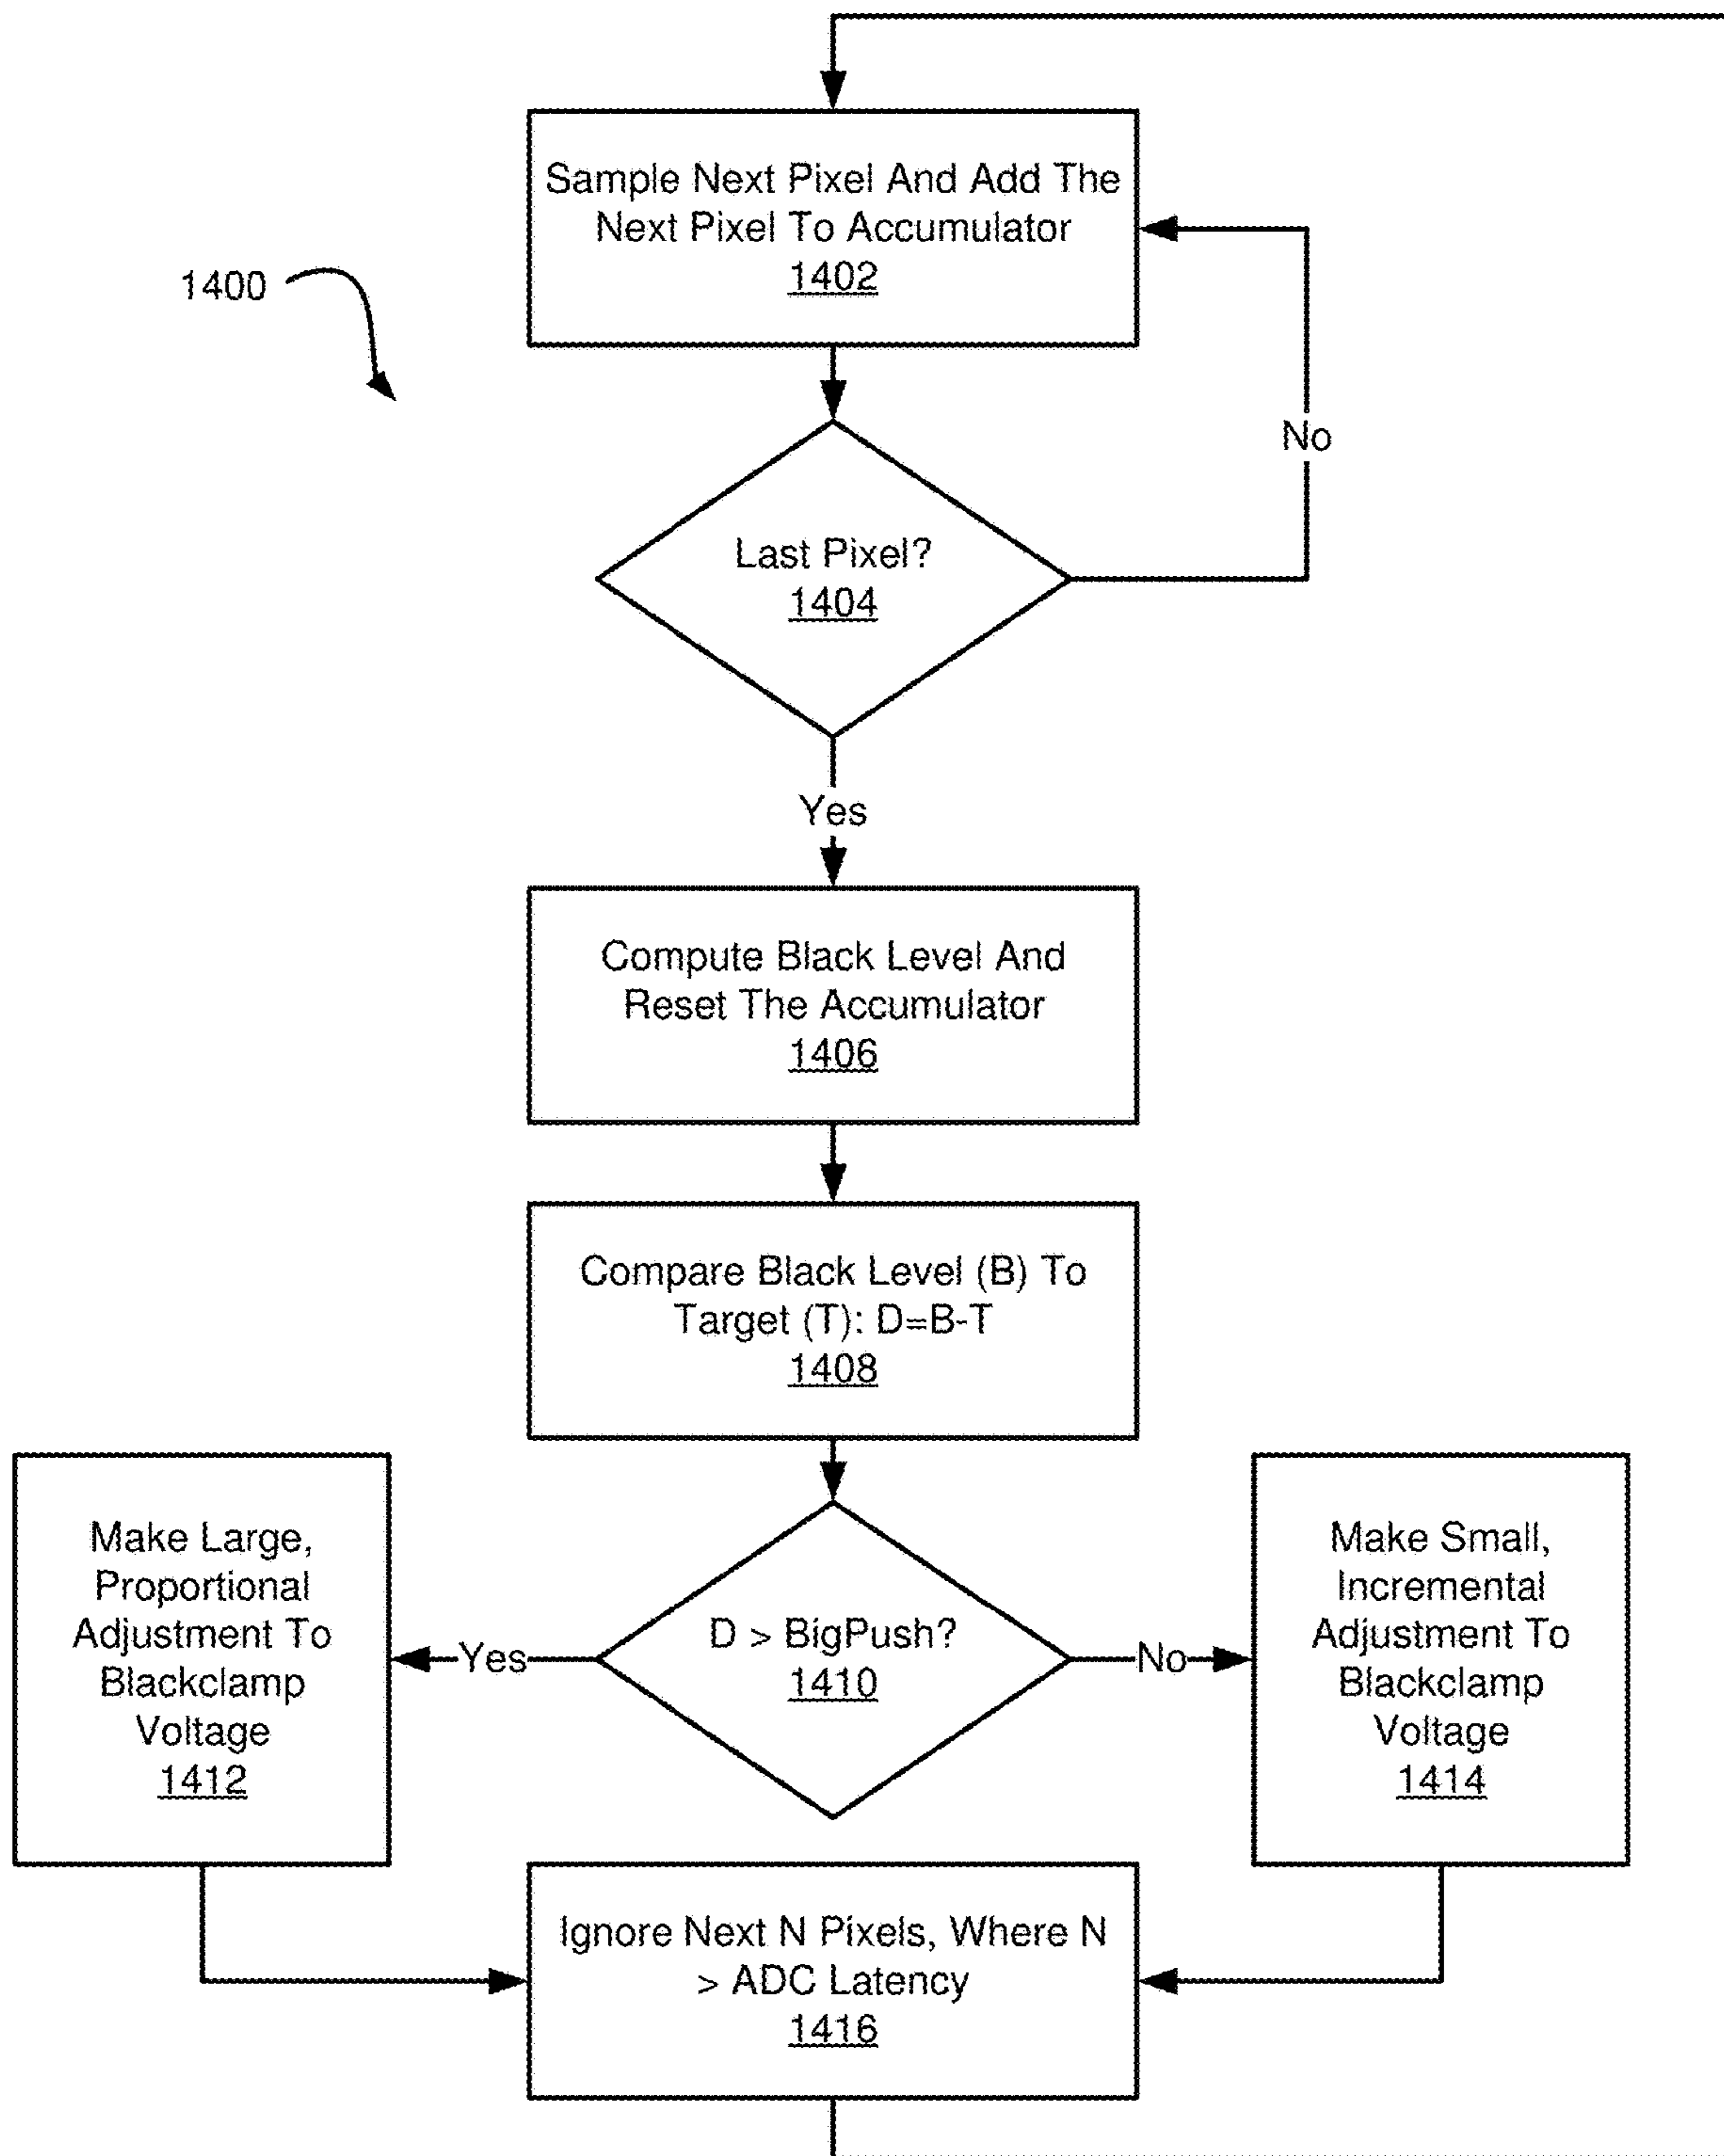 Sample Next Pixel And Add The
Next Pixel To Accumulator
1402
1400
No
Last Pixel?
1404
Yes
Compute Black Level And
Reset The Accumulator
1406
Compare Black Level (B) To
Target (T): D=B-T
1408
Make Large,
Proportional
Adjustment To
Blackclamp
Voltage
1412
Yes
D > BigPush?
1410
No
Make Small,
Incremental
Adjustment To
Blackclamp
Voltage
1414
Ignore Next N Pixels, Where N
> ADC Latency
1416